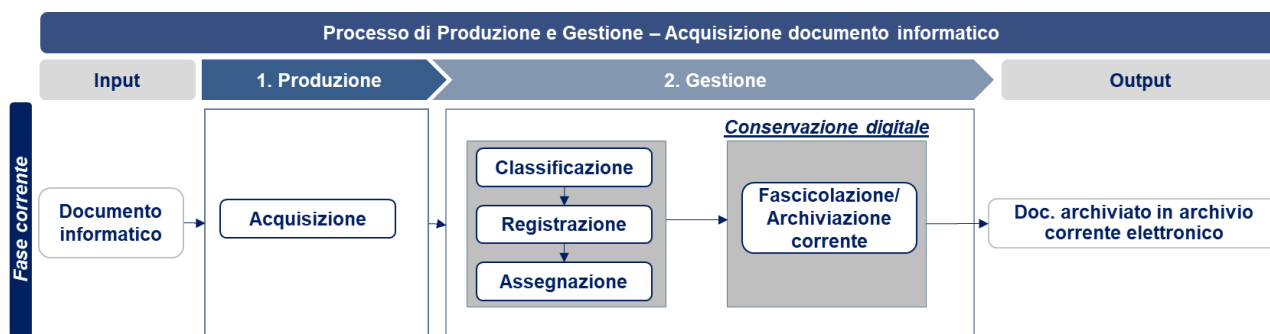 Processo di Produzione e Gestione – Acquisizione documento informatico
Input
1. Produzione
2. Gestione
Output
Fase corrente
Documento
informatico
Acquisizione
Classificazione
Registrazione
Assegnazione
Conservazione digitale
Fascicolazione/
Archiviazione
corrente
Doc. archiviato in archivio
corrente elettronico